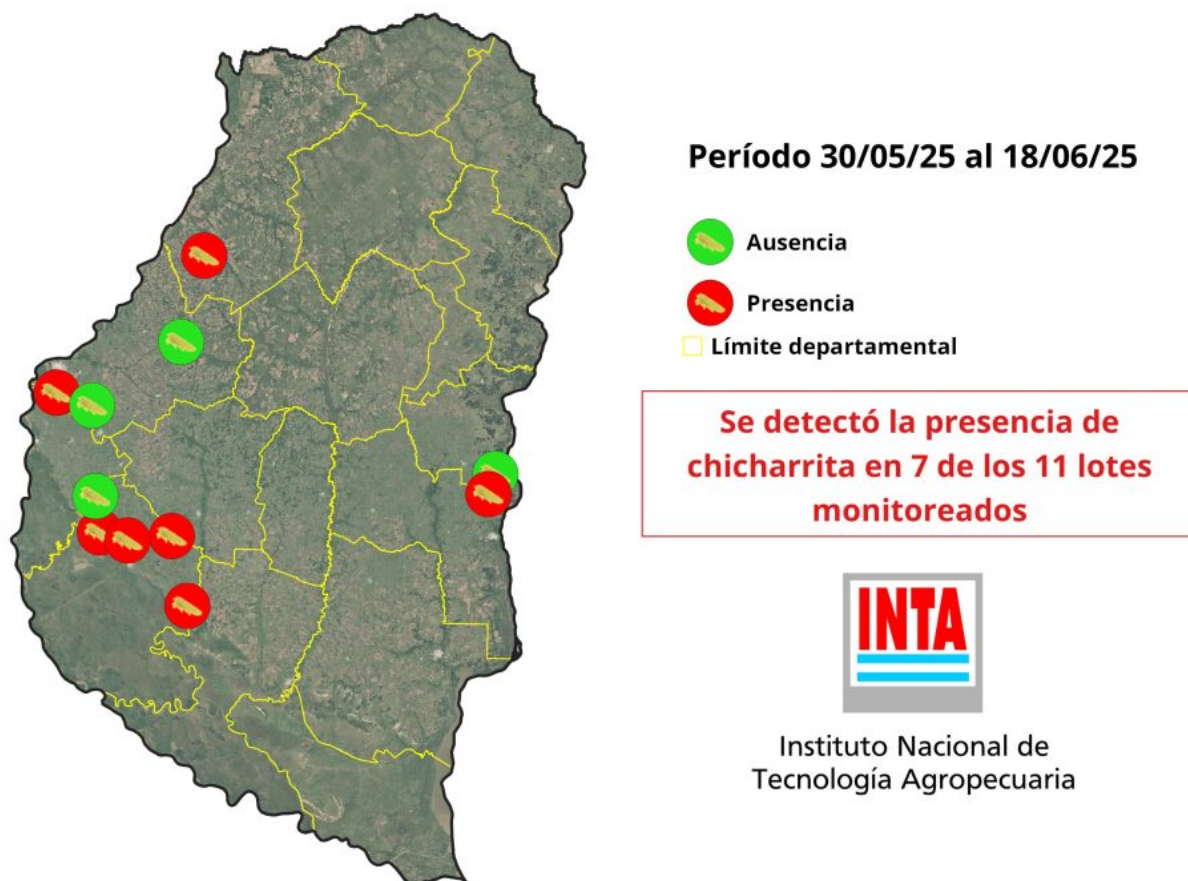 Período 30/05/25 al 18/06/25
Ausencia
Presencia
Límite departamental
Se detectó la presencia de
chicharrita en 7 de los 11 lotes
monitoreados
INTA
Instituto Nacional de
Tecnología Agropecuaria